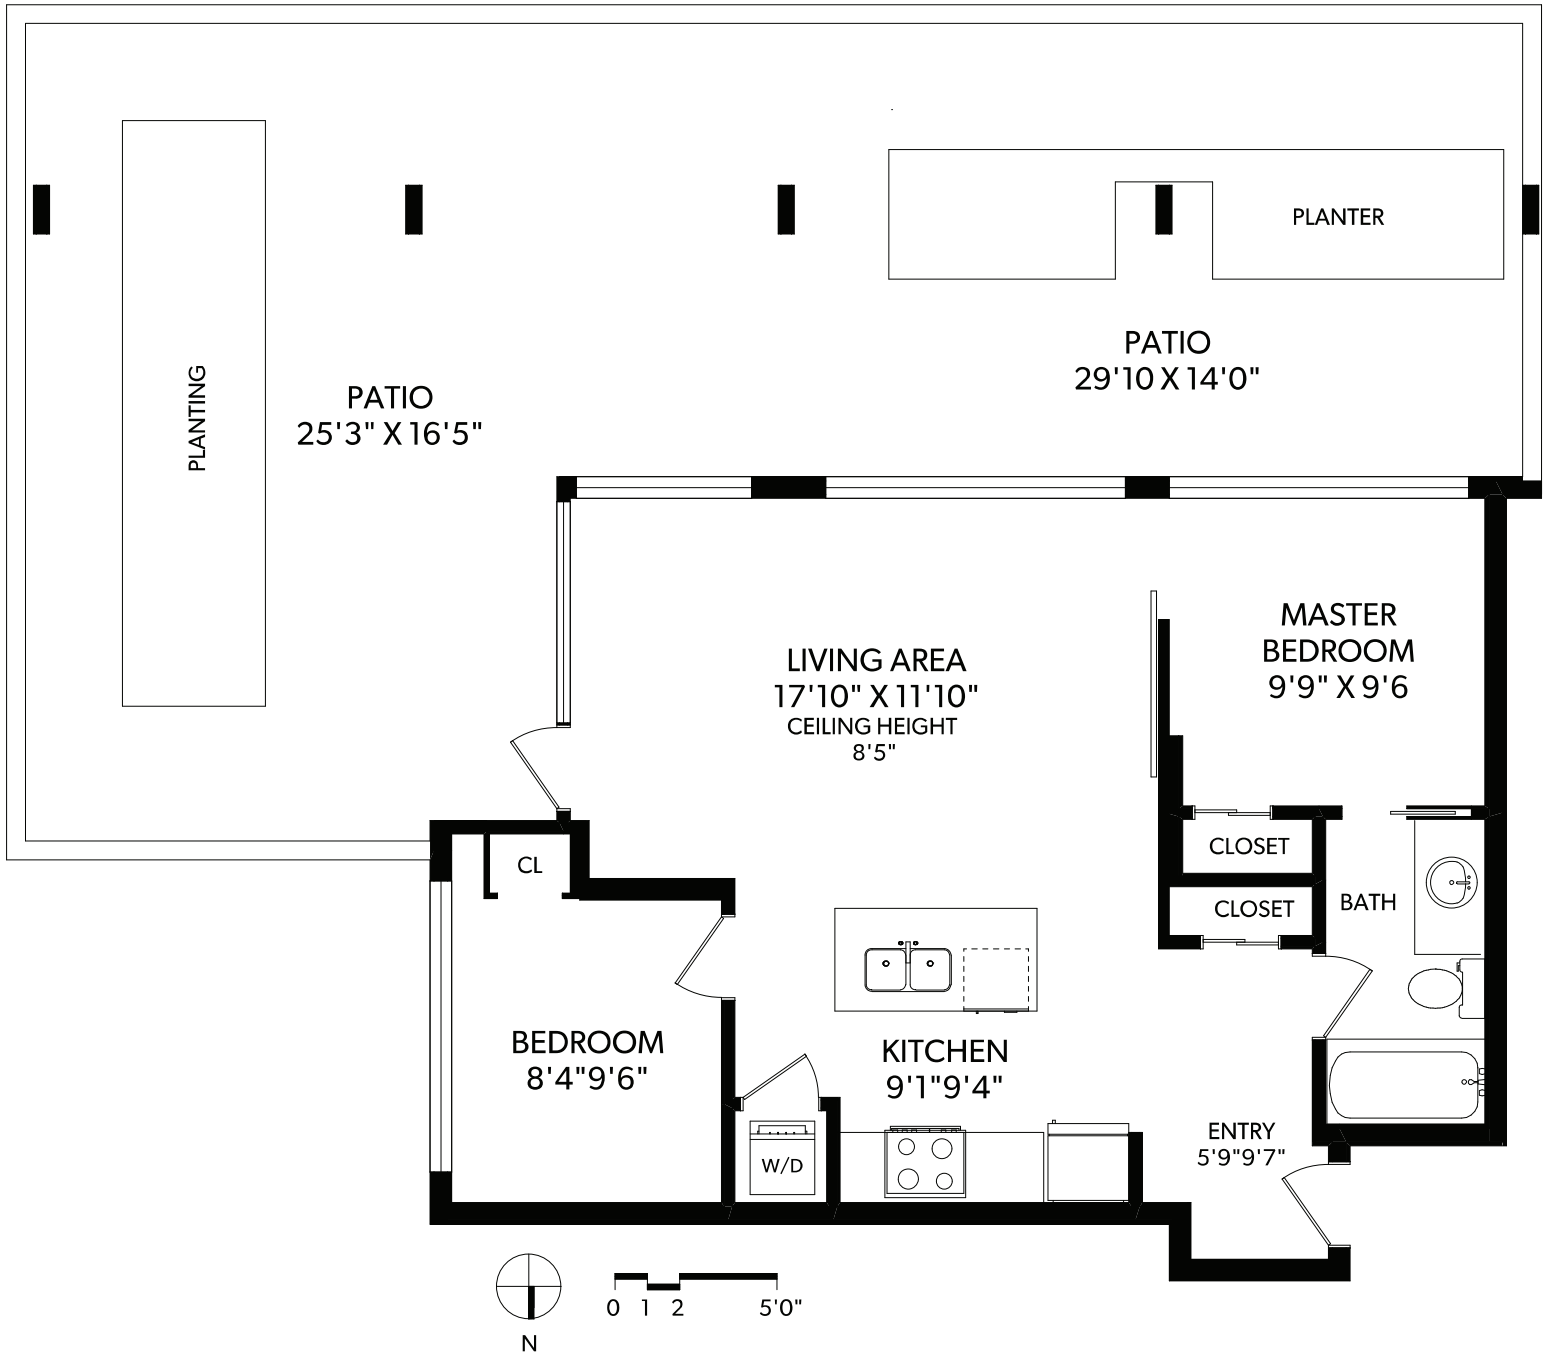 PLANTER
PATIO
29'10 X 14'0"
PLANTING
PATIO
25'3" X 16'5"
MASTER
BEDROOM
9'9" X 9'6
LIVING AREA
17'10" X 11'10"
CEILING HEIGHT
8'5"
CL
CLOSET
CLOSET
BATH
BEDROOM
8'4"9'6"
KITCHEN
9'1"9'4"
W/D
ENTRY
5'9"9'7"
0 1 2 5'0"
N